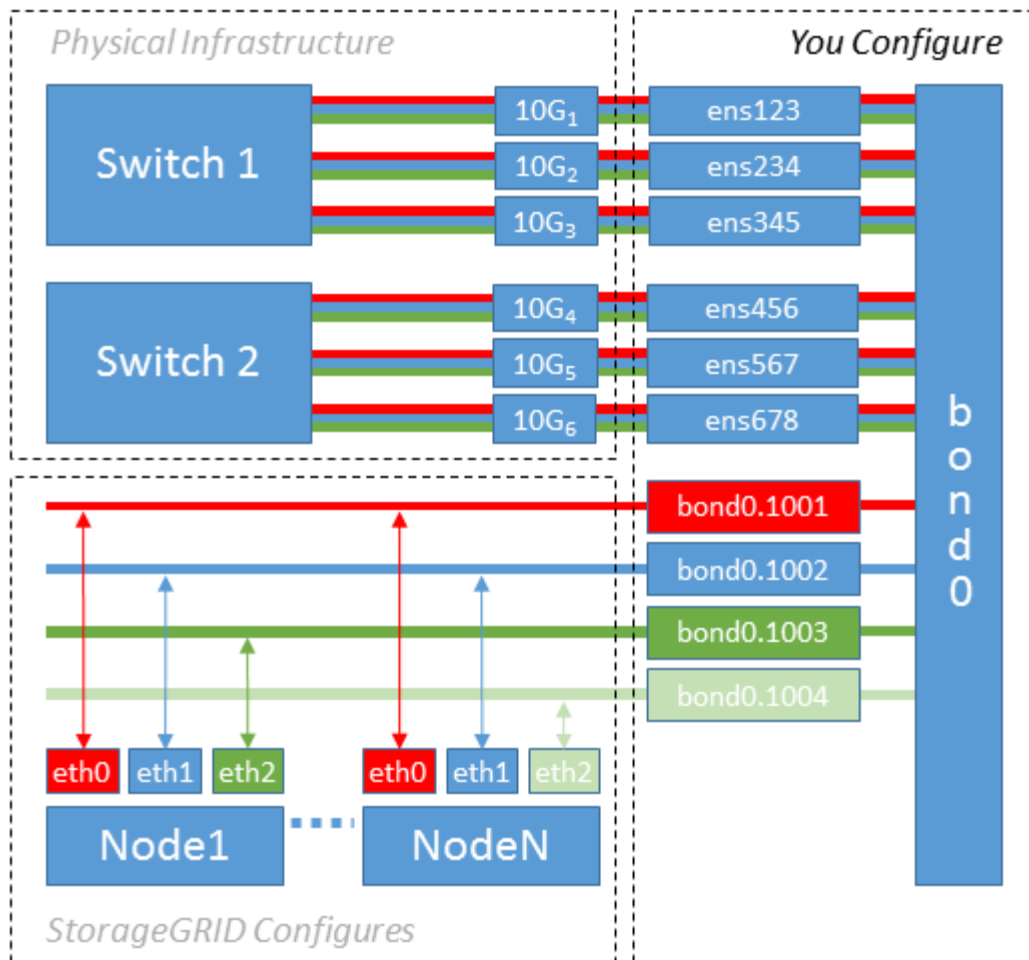 Physical Infrastructure
You Configure
Switch 1
10G1
ens123
10G2
ens234
10G3
ens345
Switch 2
10G4
ens456
10G5
ens567
10G6
ens678
bond0
bond0.1001
bond0.1002
bond0.1003
bond0.1004
eth0 eth1 eth2
eth0 eth1 eth2
Node1
NodeN
StorageGRID Configures